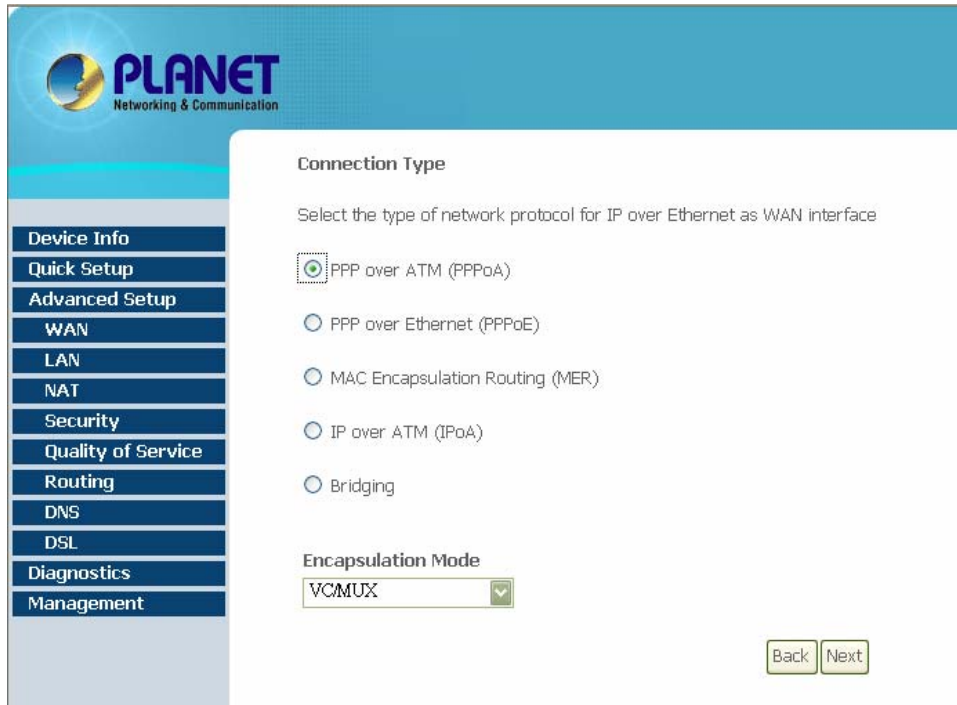 PLANET
Networking & Communication
Device Info
Quick Setup
Advanced Setup
WAN
LAN
NAT
Security
Quality of Service
Routing
DNS
DSL
Diagnostics
Management
Connection Type
Select the type of network protocol for IP over Ethernet as WAN interface
PPP over ATM (PPPoA)
PPP over Ethernet (PPPoE)
MAC Encapsulation Routing (MER)
IP over ATM (IPoA)
Bridging
Encapsulation Mode
VC/MUX
Back Next